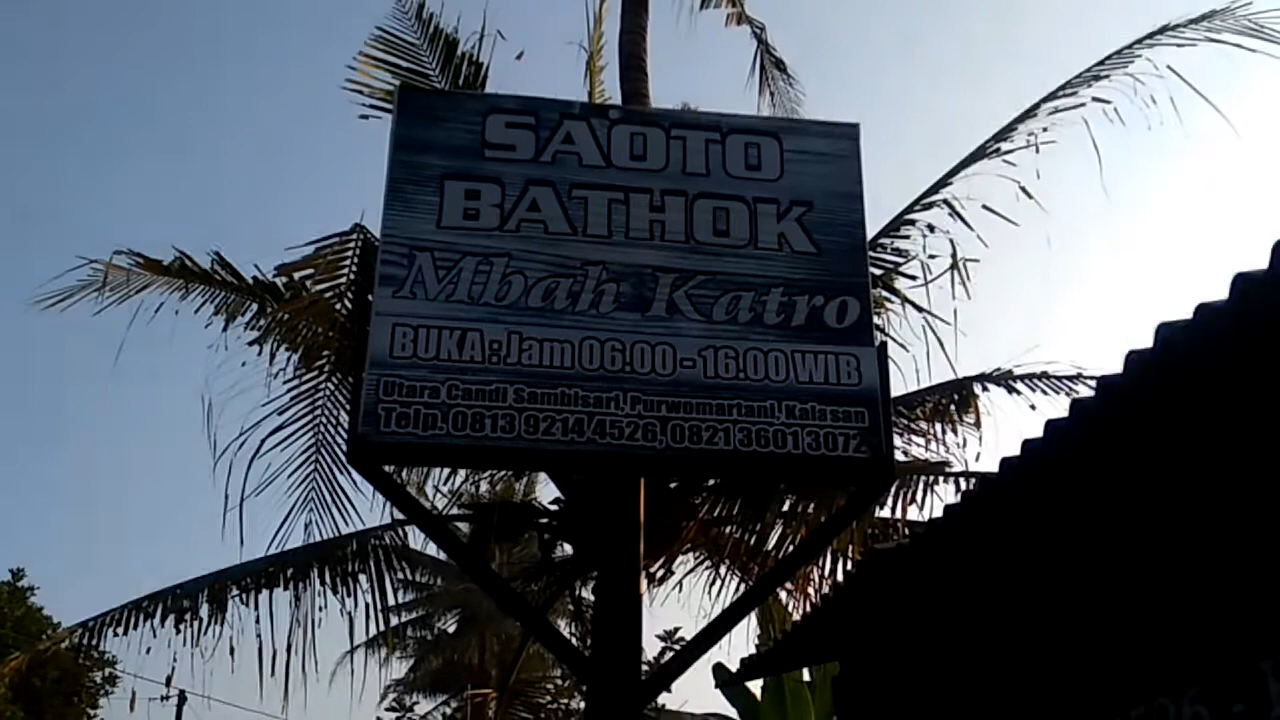 SAOTO
BATHOK
Mbah Katro
BUKA : Jam 06.00 - 16.00 WIB
Utara Candi Sambisari, Purwomartani, Kalasan
Telp. 0813 9214 4526, 0821 3601 3072